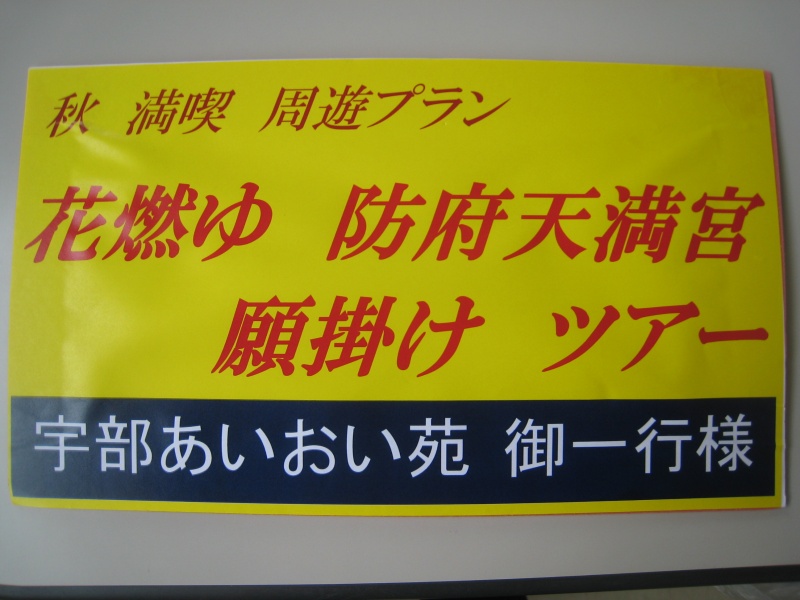 秋 満喫 周遊プラン
花燃ゆ 防府天満宮
願掛け ツアー
宇部あいおい苑 御一行様